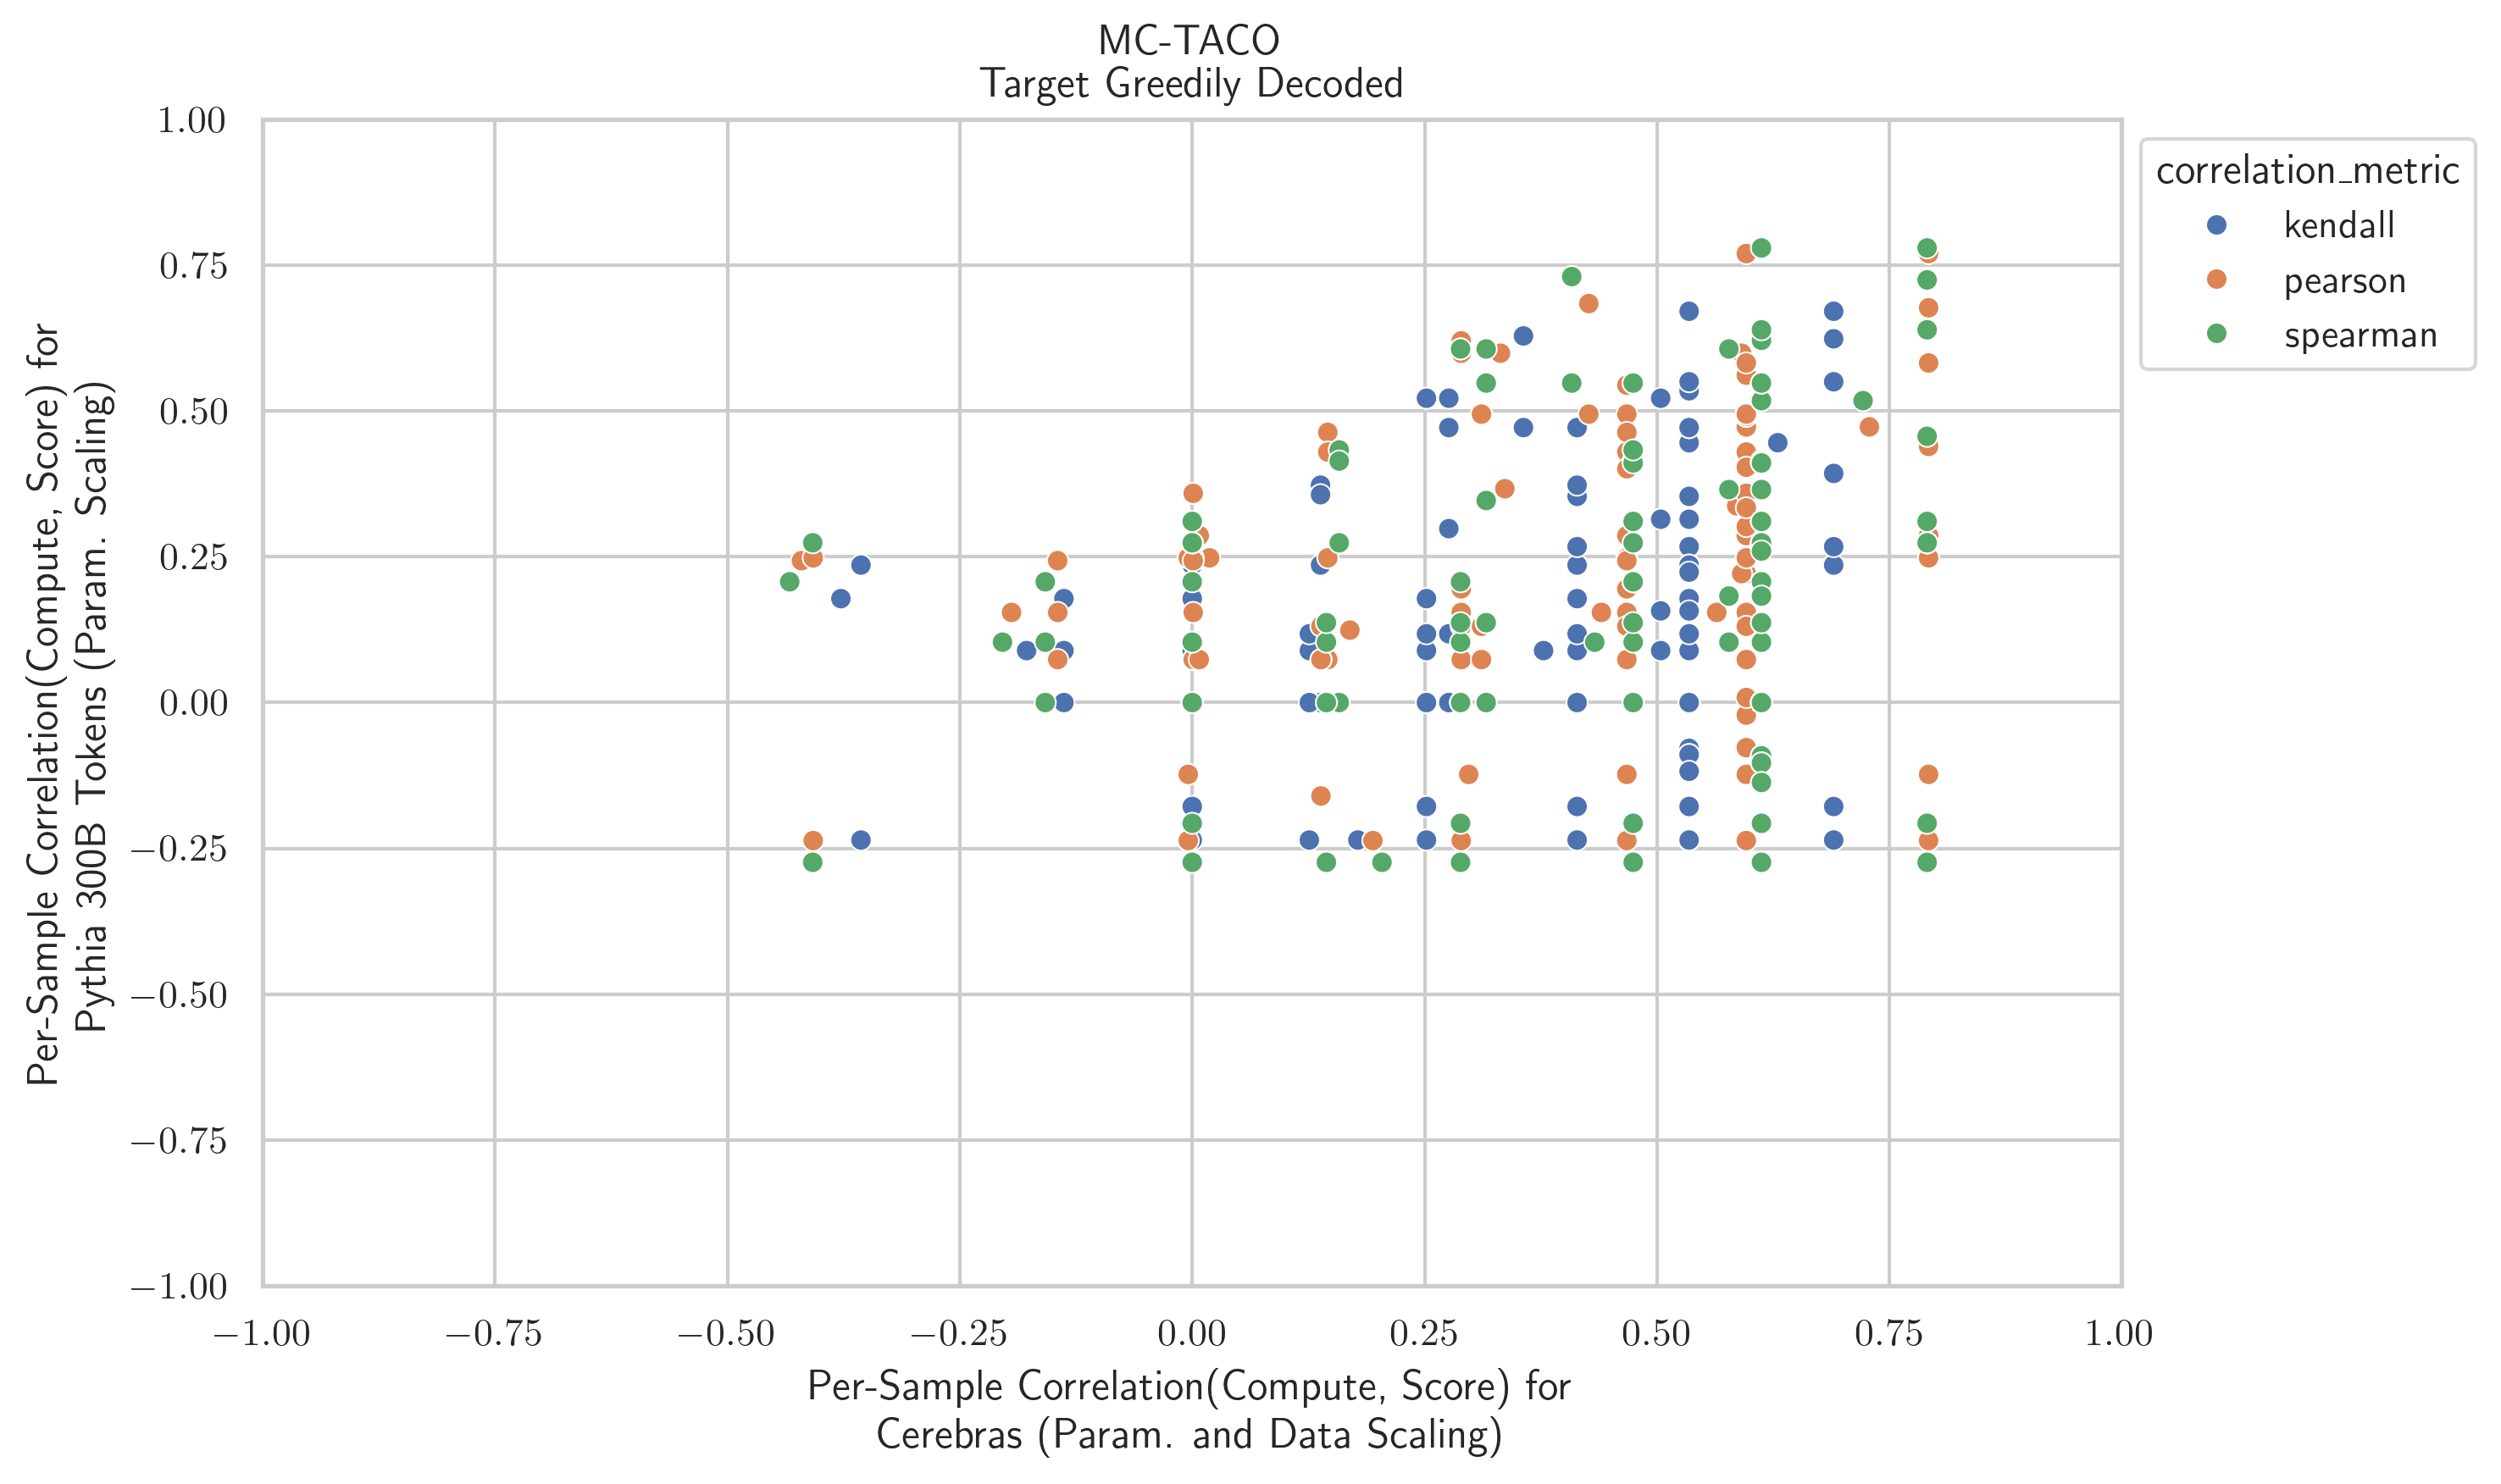 MC-TACO
Target Greedily Decoded
Per-Sample Correlation(Compute, Score) for
Pythia 300B Tokens (Param. Scaling)
1.00
0.75
0.50
0.25
0.00
−0.25
−0.50
−0.75
−1.00
−1.00 −0.75 −0.50 −0.25 0.00 0.25 0.50 0.75 1.00
Per-Sample Correlation(Compute, Score) for
Cerebras (Param. and Data Scaling)
correlation_metric
kendall
pearson
spearman